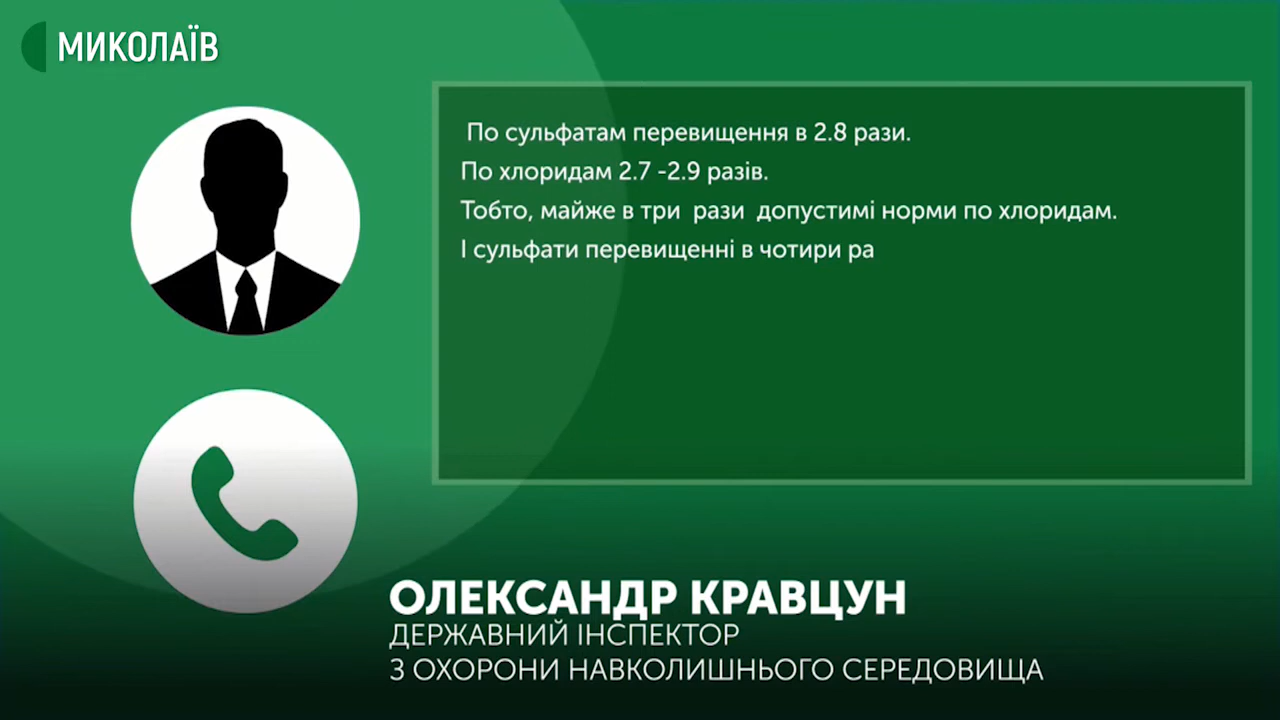 МИКОЛАЇВ
По сульфатам перевищення в 2.8 рази.
По хлоридам 2.7 -2.9 разів.
Тобто, майже в три рази допустимі норми по хлоридам.
І сульфати перевищенні в чотири ра
ОЛЕКСАНДР КРАВЦУН
ДЕРЖАВНИЙ ІНСПЕКТОР
З ОХОРОНИ НАВКОЛИШНЬОГО СЕРЕДОВИЩА